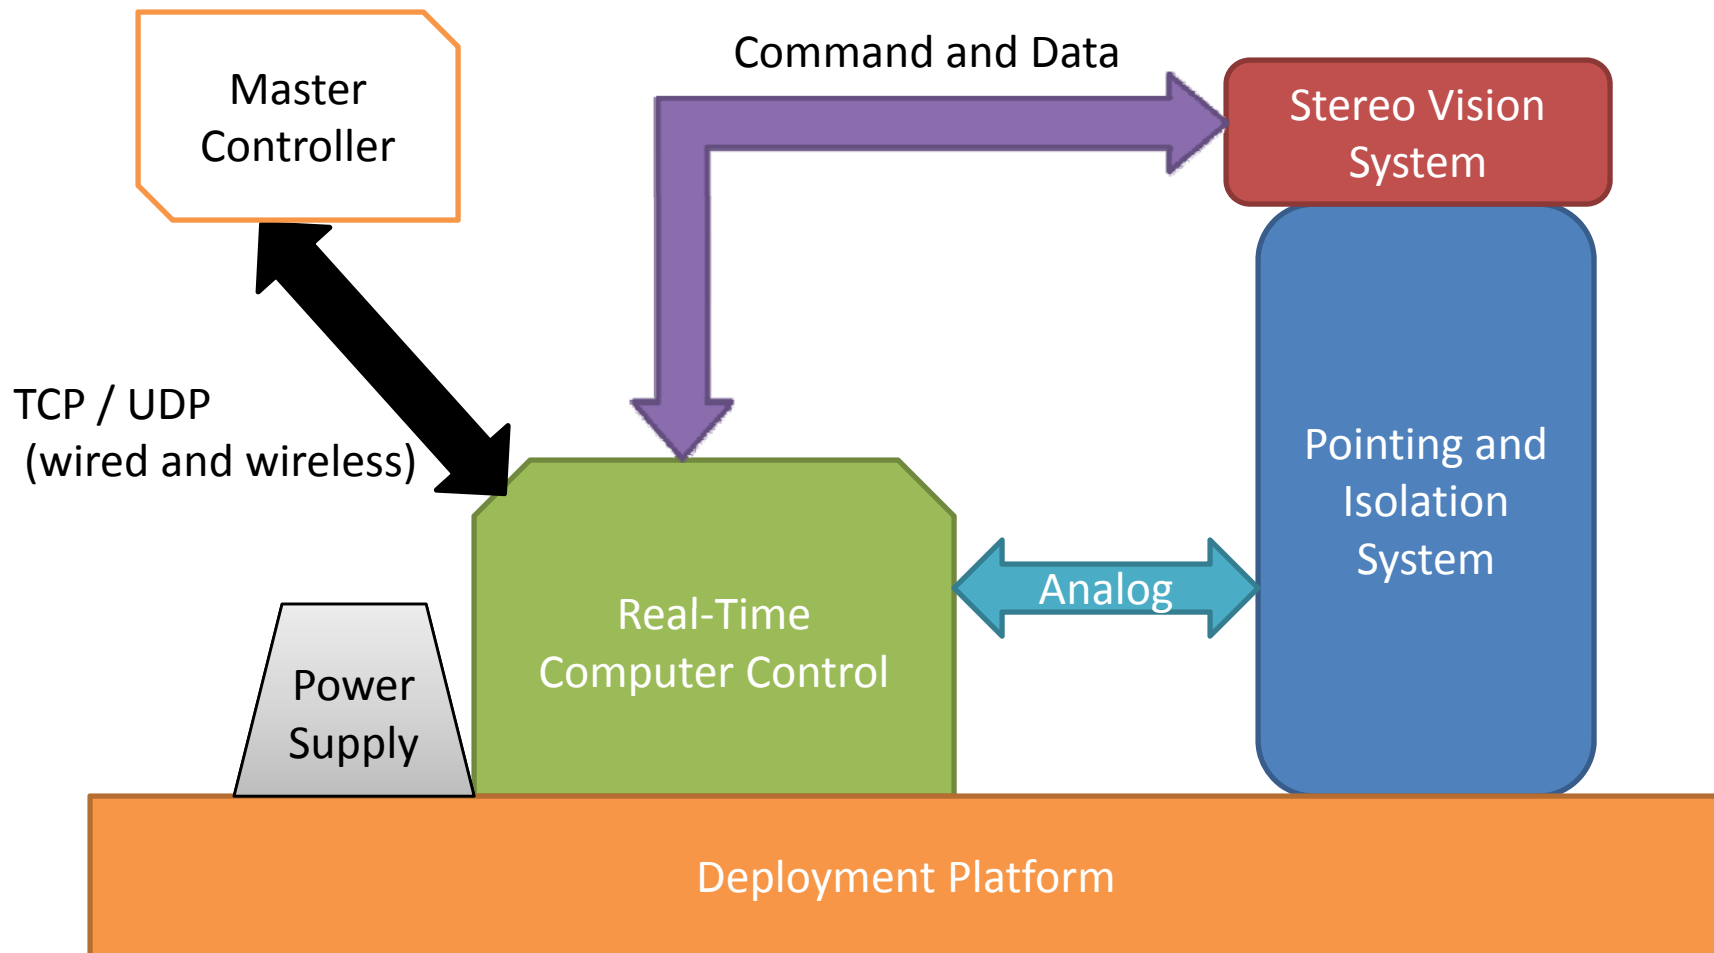 Master
Controller
Command and Data
Stereo Vision
System
TCP / UDP
(wired and wireless)
Pointing and
Isolation
System
Analog
Real-Time
Computer Control
Power
Supply
Deployment Platform